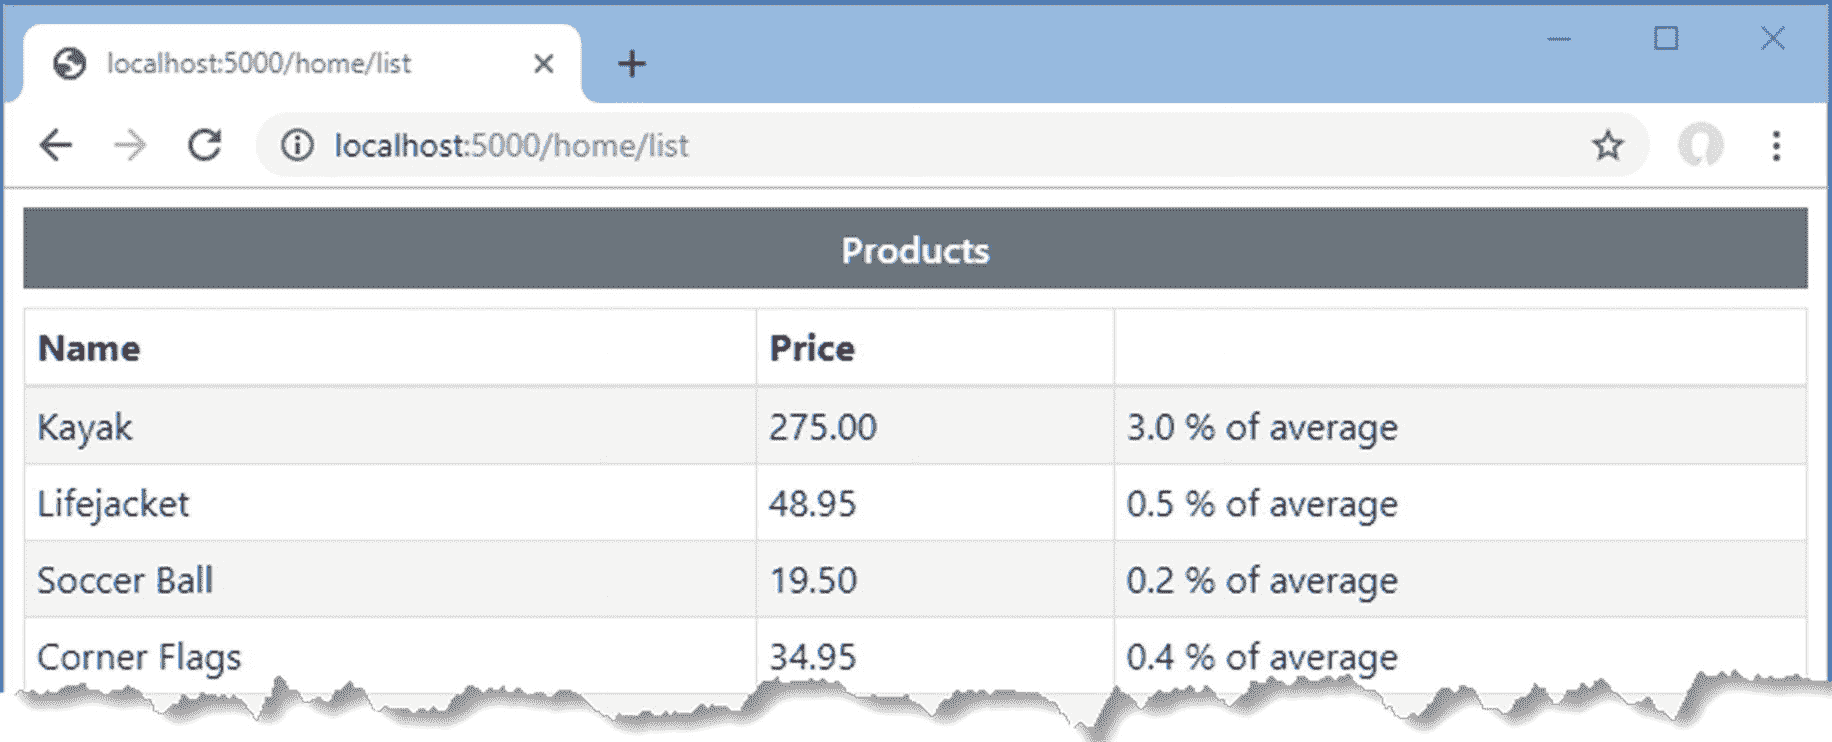 localhost:5000/home/list
localhost:5000/home/list
Products
Name Price
Kayak 275.00 3.0 % of average
Lifejacket 48.95 0.5 % of average
Soccer Ball 19.50 0.2 % of average
Corner Flags 34.95 0.4 % of average